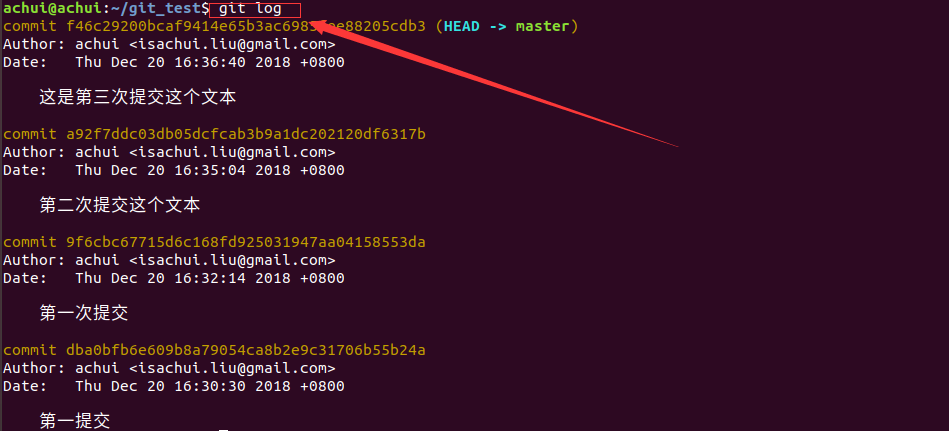 achui@achui:~/git_test$ git log
commit f46c29200bcaf9414e65b3ac698 ee88205cdb3 (HEAD -> master)
Author: achui <isachui.liu@gmail.com>
Date:   Thu Dec 20 16:36:40 2018 +0800
这是第三次提交这个文本
commit a92f7ddc03db05dcfcab3b9a1dc202120df6317b
Author: achui <isachui.liu@gmail.com>
Date:   Thu Dec 20 16:35:04 2018 +0800
第二次提交这个文本
commit 9f6cbc67715d6c168fd925031947aa04158553da
Author: achui <isachui.liu@gmail.com>
Date:   Thu Dec 20 16:32:14 2018 +0800
第一次提交
commit dba0bfb6e609b8a79054ca8b2e9c31706b55b24a
Author: achui <isachui.liu@gmail.com>
Date:   Thu Dec 20 16:30:30 2018 +0800
第一提交